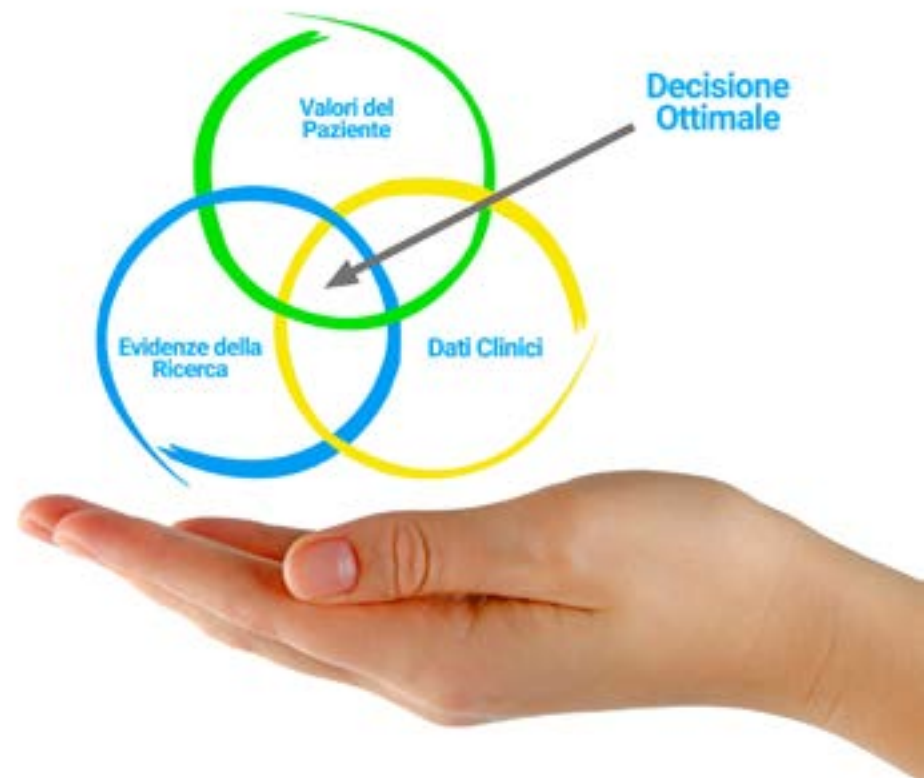 Valori del
Paziente
Decisione
Ottimale
Evidenze della
Ricerca
Dati Clinici